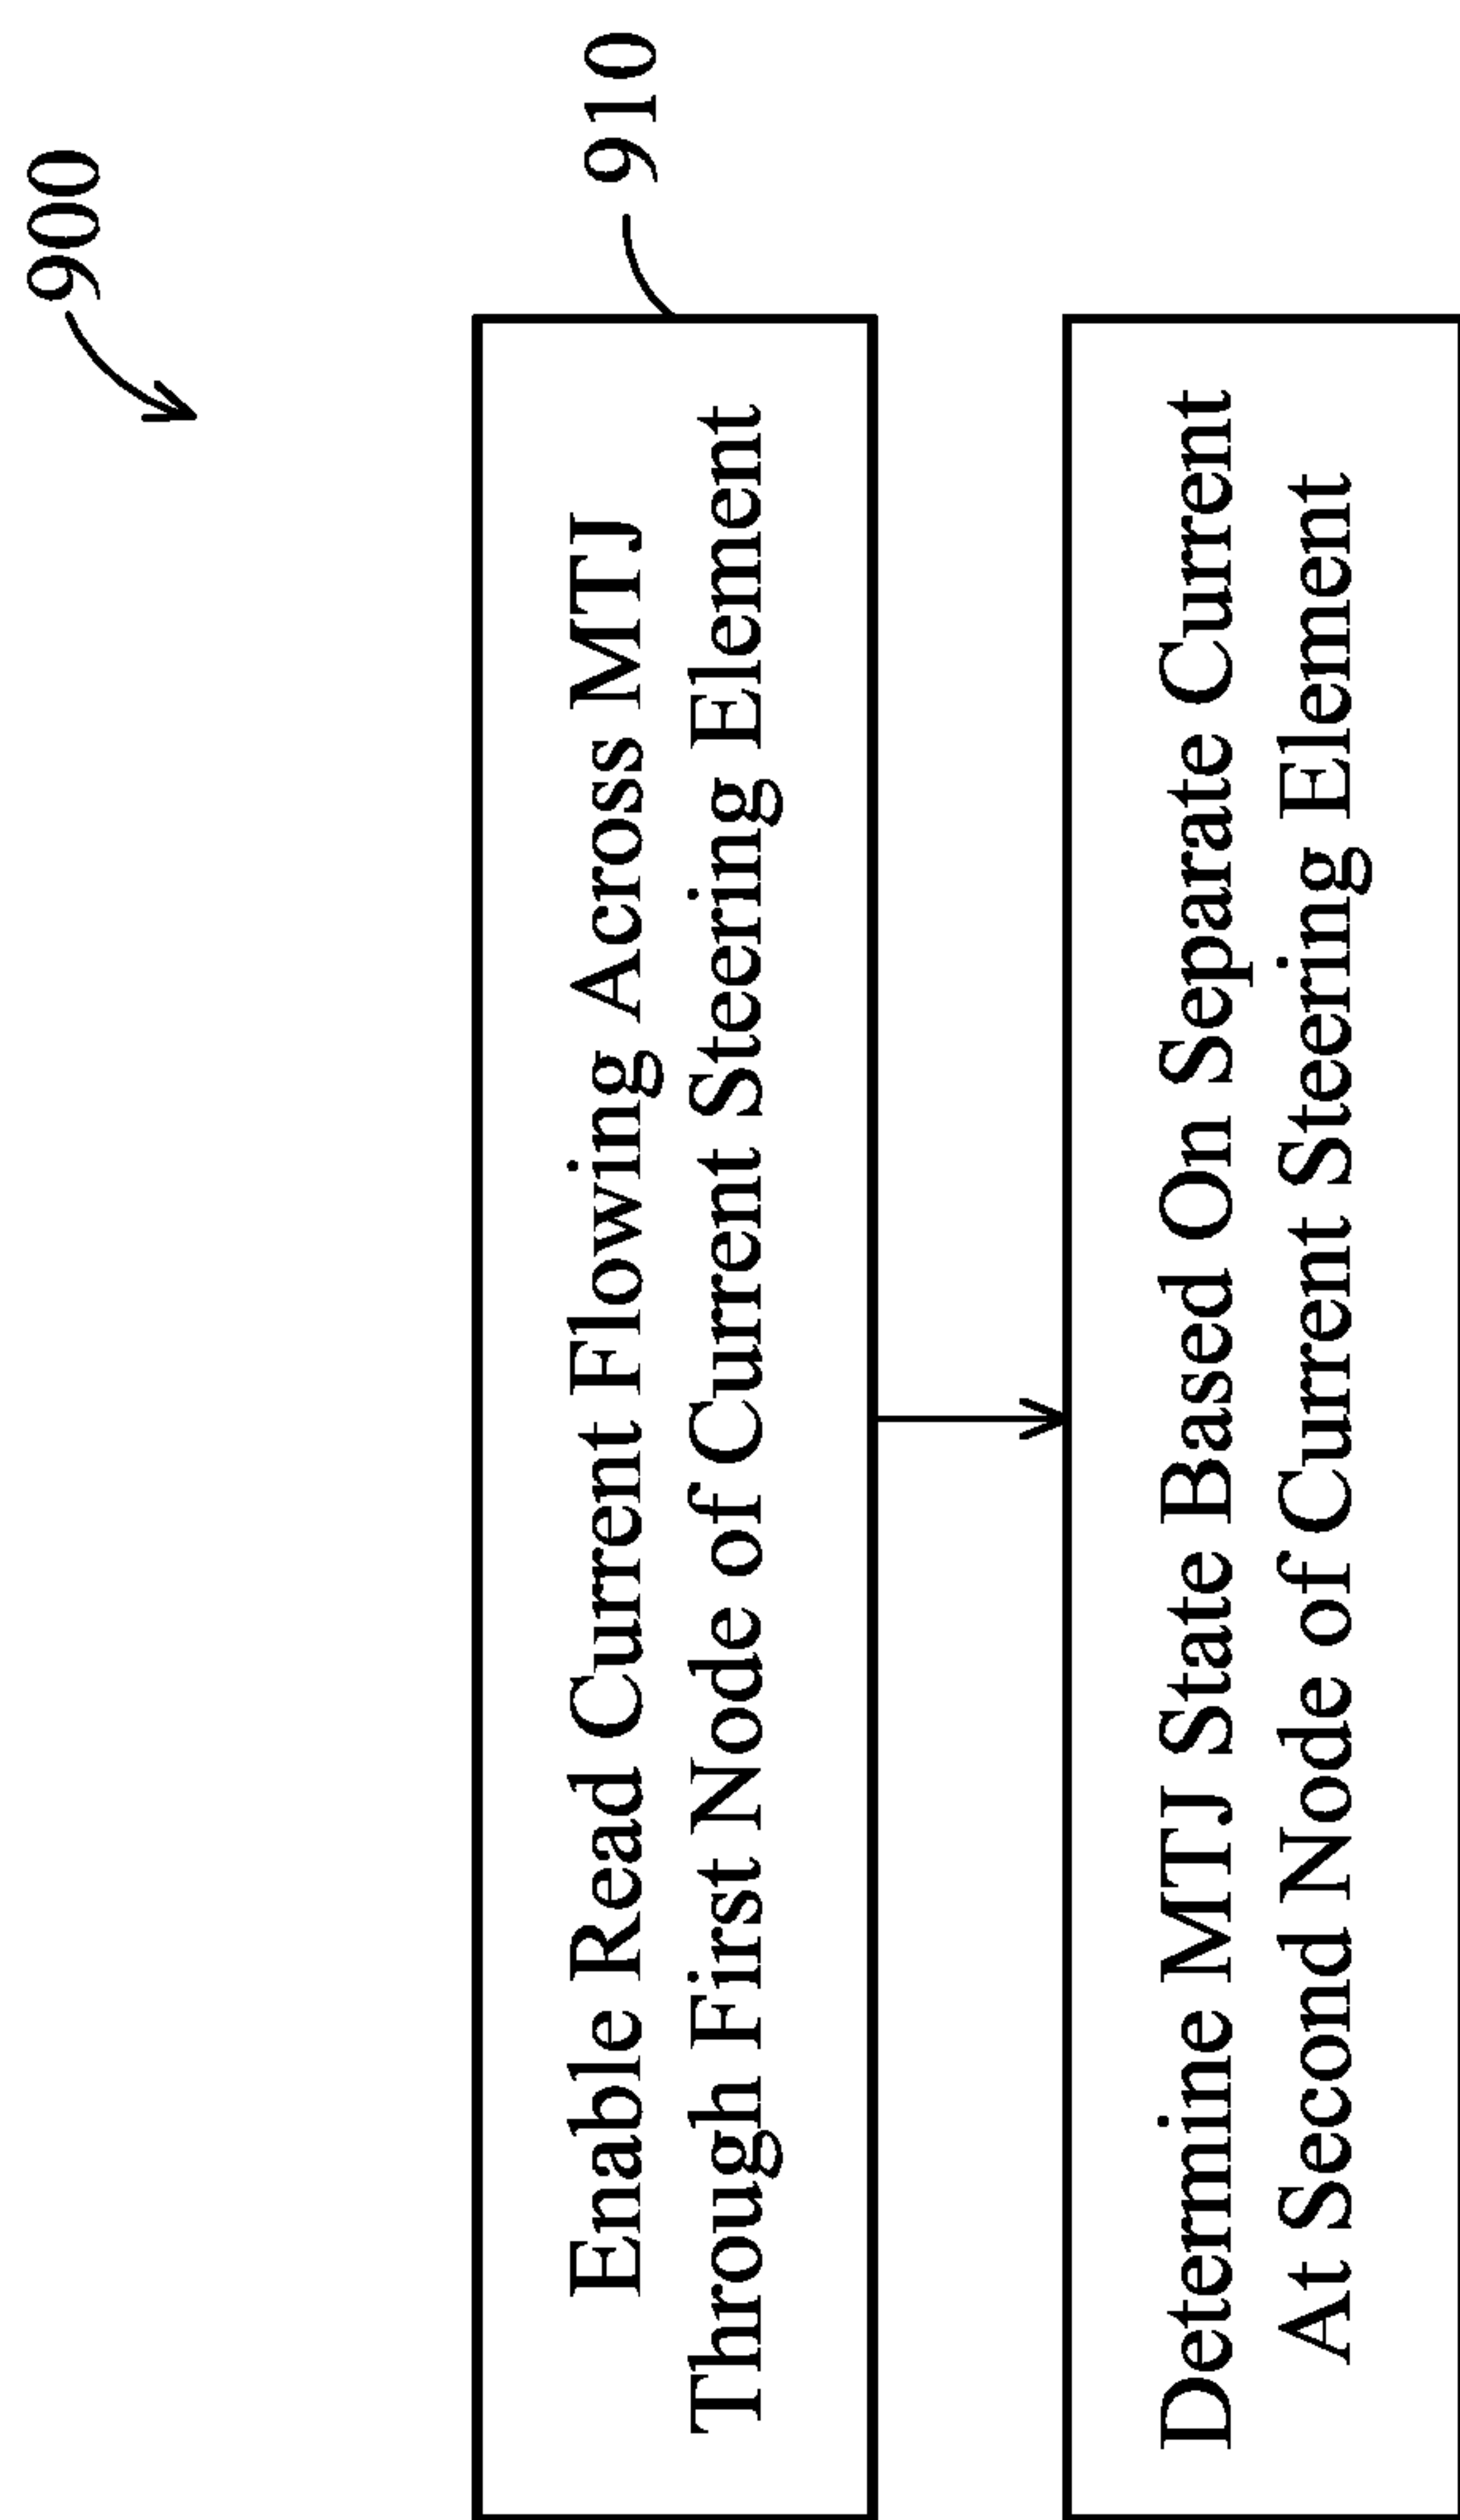 900
910
Enable Read Current Flowing Across MTJ
Through First Node of Current Steering Element
Determine MTJ State Based On Separate Current
At Second Node of Current Steering Element